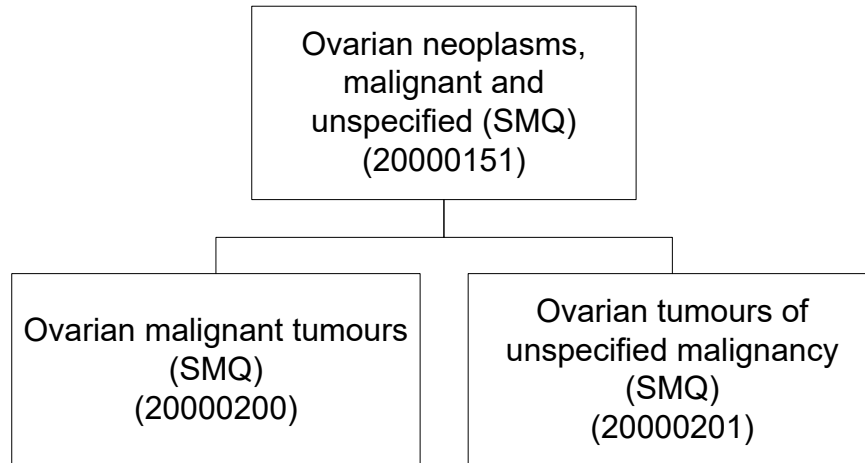 Ovarian neoplasms,
malignant and
unspecified (SMQ)
(20000151)
Ovarian malignant tumours
(SMQ)
(20000200)
Ovarian tumours of
unspecified malignancy
(SMQ)
(20000201)